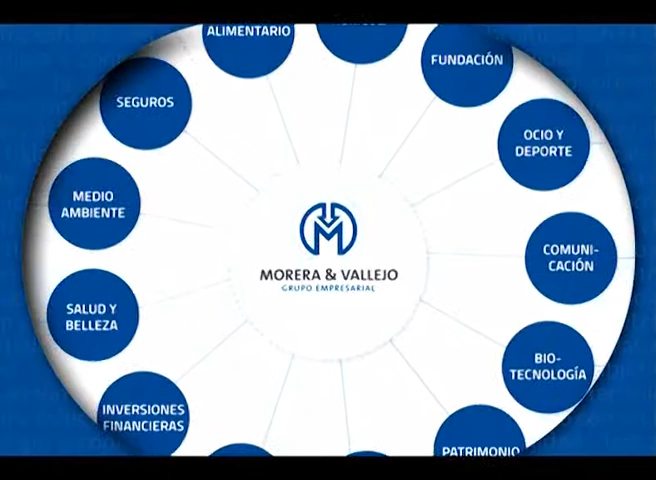 ALIMENTARIO
FUNDACIÓN
SEGUROS
OCIO Y
DEPORTE
MEDIO
AMBIENTE
MORERA & VALLEJO
GRUPO EMPRESARIAL
COMUNI-
CACIÓN
SALUD Y
BELLEZA
BIO-
TECNOLOGÍA
INVERSIONES
FINANCIERAS
PATRIMONIO